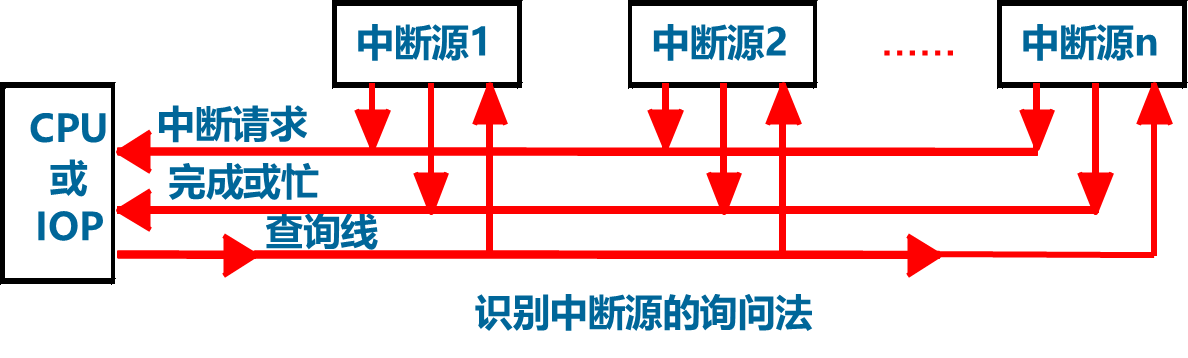 中断源1
中断源2
……
中断源n
CPU
或
IOP
中断请求
完成或忙
查询线
识别中断源的询问法